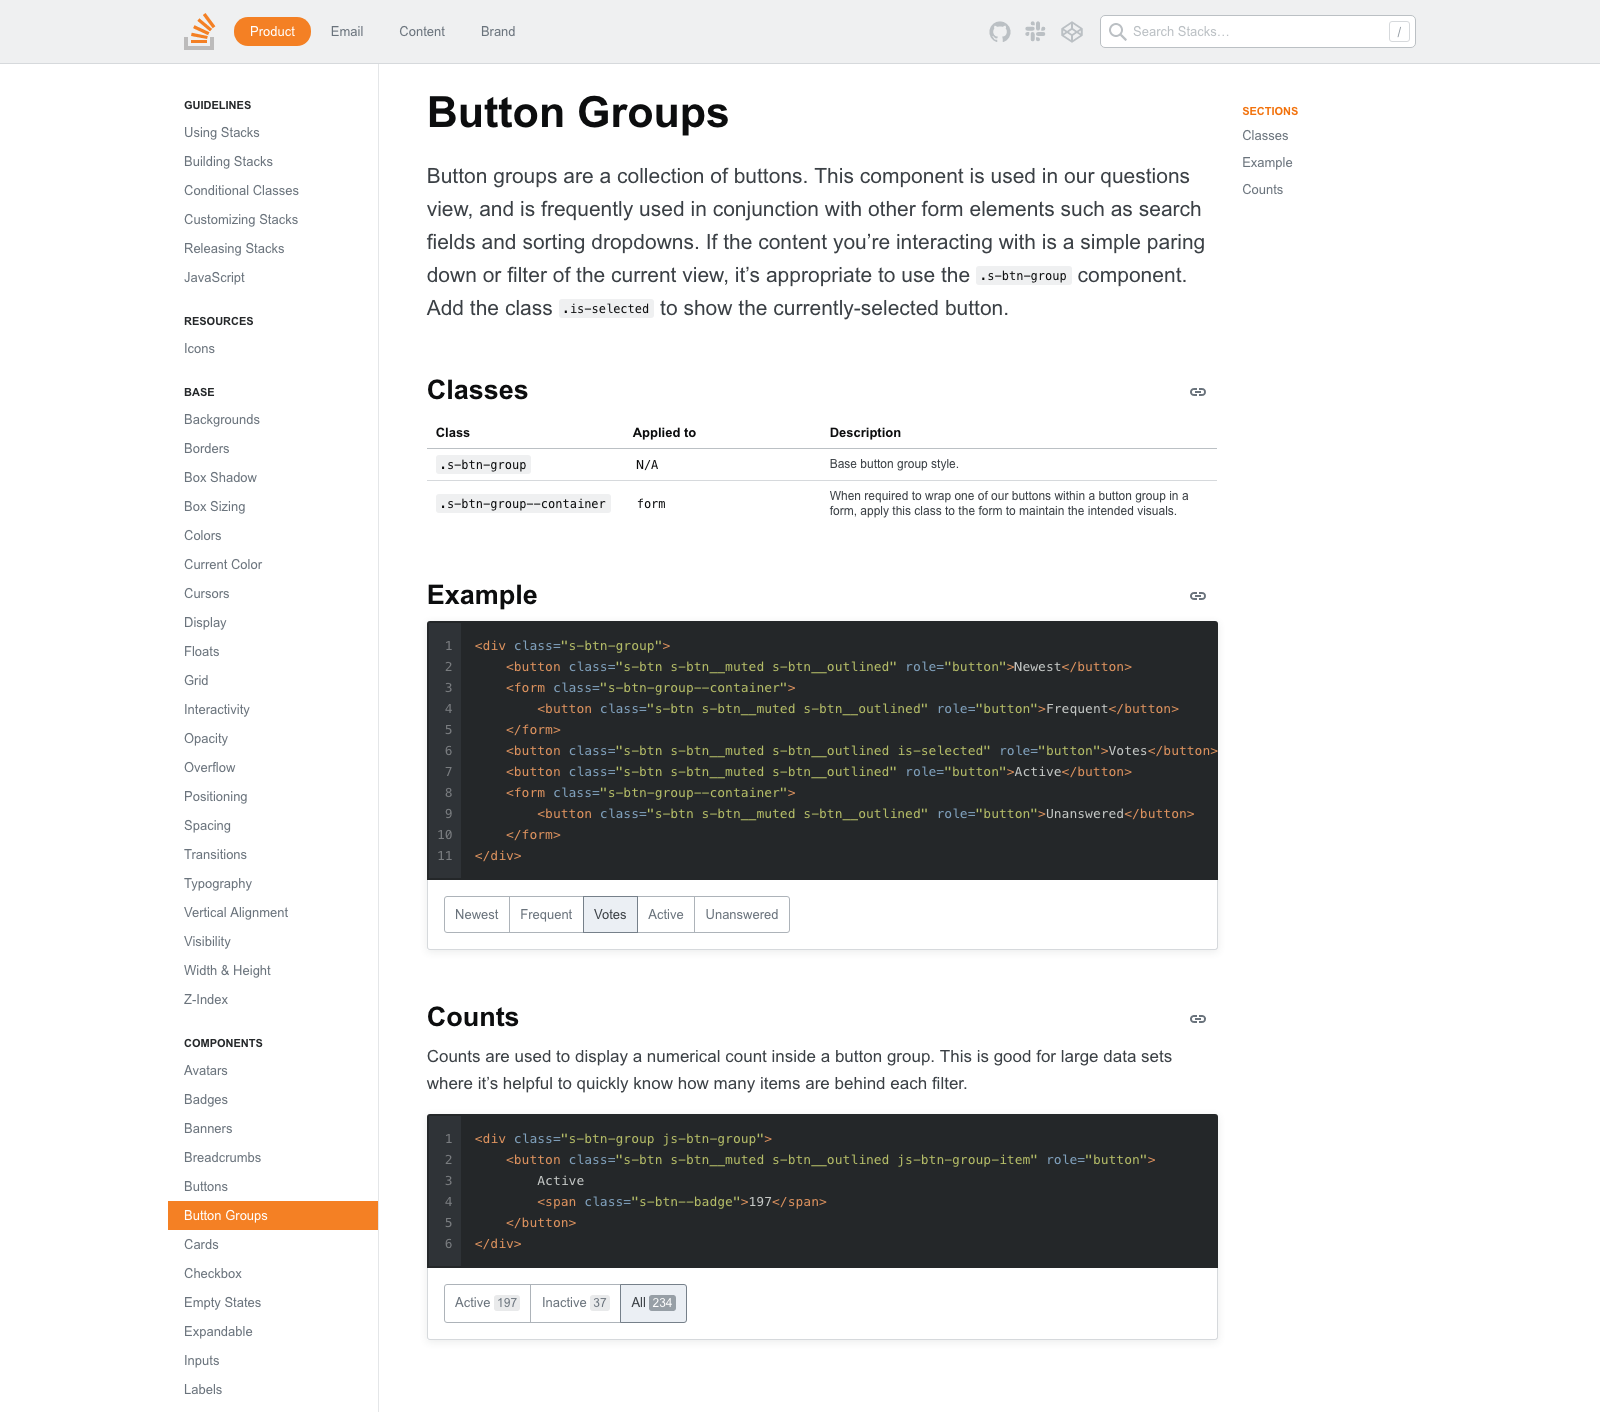 Product
Email
Content
Brand
Search Stacks...
/
GUIDELINES
Using Stacks
Building Stacks
Conditional Classes
Customizing Stacks
Releasing Stacks
JavaScript
RESOURCES
Icons
BASE
Backgrounds
Borders
Box Shadow
Box Sizing
Colors
Current Color
Cursors
Display
Floats
Grid
Interactivity
Opacity
Overflow
Positioning
Spacing
Transitions
Typography
Vertical Alignment
Visibility
Width & Height
Z-Index
COMPONENTS
Avatars
Badges
Banners
Breadcrumbs
Buttons
Button Groups
Cards
Checkbox
Empty States
Expandable
Inputs
Labels
Button Groups
Button groups are a collection of buttons. This component is used in our questions
view, and is frequently used in conjunction with other form elements such as search
fields and sorting dropdowns. If the content you’re interacting with is a simple paring
down or filter of the current view, it’s appropriate to use the .s-btn-group component.
Add the class .is-selected to show the currently-selected button.
Classes
Class Applied to Description
.s-btn-group N/A Base button group style.
.s-btn-group--container form When required to wrap one of our buttons within a button group in a
form, apply this class to the form to maintain the intended visuals.
Example
1 <div class="s-btn-group">
2 <button class="s-btn s-btn__muted s-btn__outlined" role="button">Newest</button>
3 <form class="s-btn-group--container">
4 <button class="s-btn s-btn__muted s-btn__outlined" role="button">Frequent</button>
5 </form>
6 <button class="s-btn s-btn__muted s-btn__outlined is-selected" role="button">Votes</button>
7 <button class="s-btn s-btn__muted s-btn__outlined" role="button">Active</button>
8 <form class="s-btn-group--container">
9 <button class="s-btn s-btn__muted s-btn__outlined" role="button">Unanswered</button>
10 </form>
11 </div>
Newest Frequent Votes Active Unanswered
Counts
Counts are used to display a numerical count inside a button group. This is good for large data sets
where it’s helpful to quickly know how many items are behind each filter.
1 <div class="s-btn-group js-btn-group">
2 <button class="s-btn s-btn__muted s-btn__outlined js-btn-group-item" role="button">
3 Active
4 <span class="s-btn--badge">197</span>
5 </button>
6 </div>
Active 197 Inactive 37 All 234
SECTIONS
Classes
Example
Counts